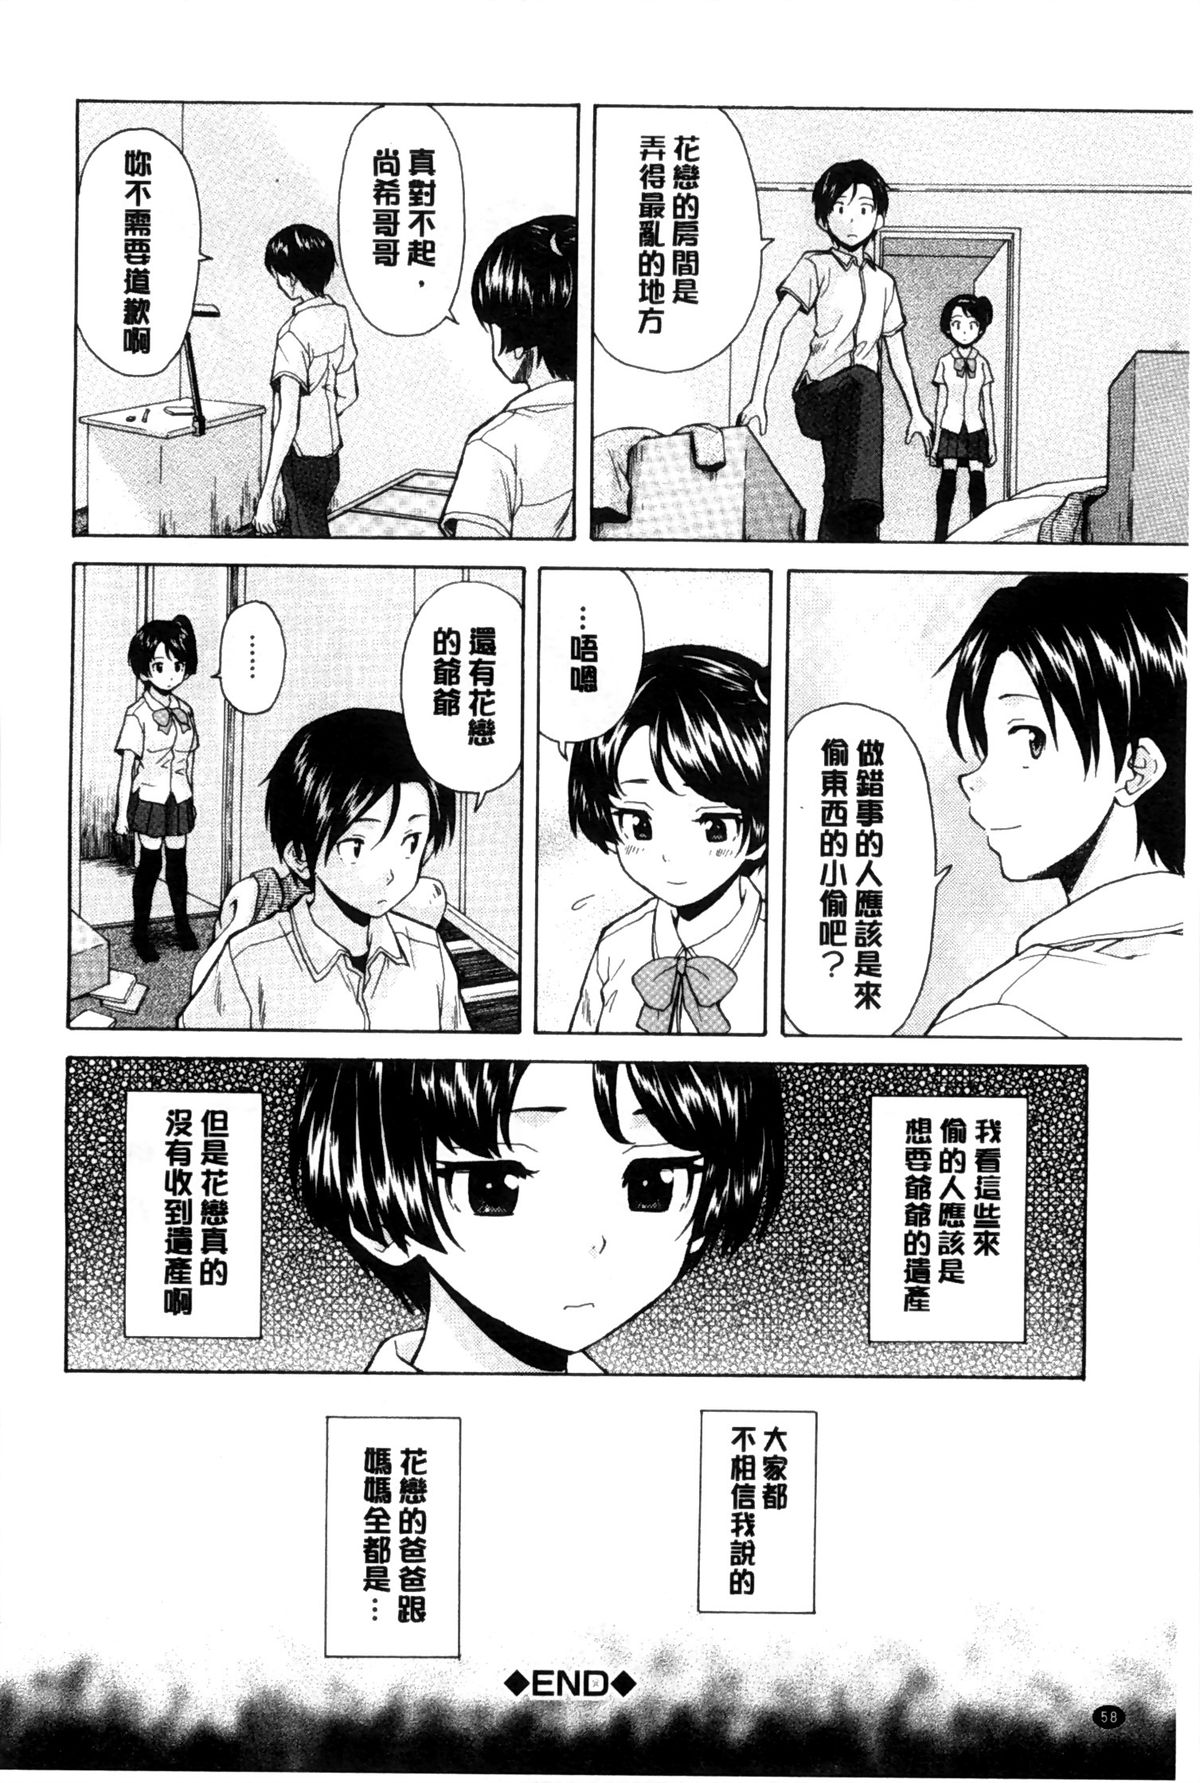 花戀的房間是
弄得最亂的地方
真對不起，
尚希哥哥
妳不需要道歉啊
做錯事的人應該是來
偷東西的小偷吧？
…唔嗯
還有花戀
的爺爺
……
我看這些來
偷的人應該是
想要爺爺的遺產
但是花戀真的
沒有收到遺產啊
大家都
不相信我說的
花戀的爸爸跟
媽媽全都是…
◆END◆
58